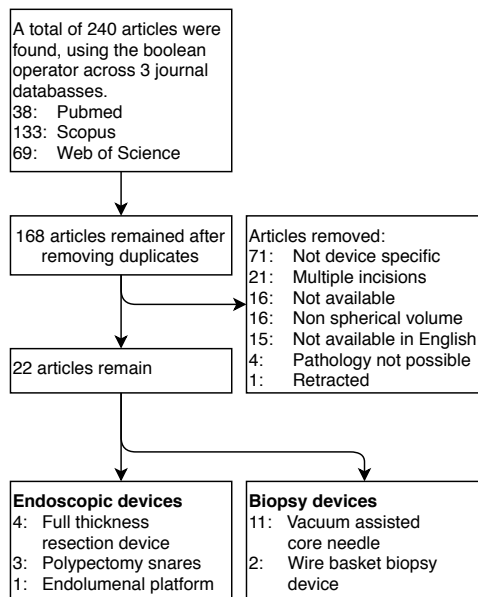 A total of 240 articles were
found, using the boolean
operator across 3 journal
databasses.
38: Pubmed
133: Scopus
69: Web of Science
168 articles remained after
removing duplicates
Articles removed:
71: Not device specific
21: Multiple incisions
16: Not available
16: Non spherical volume
15: Not available in English
4: Pathology not possible
1: Retracted
22 articles remain
Endoscopic devices
4: Full thickness
resection device
3: Polypectomy snares
1: Endolumenal platform
Biopsy devices
11: Vacuum assisted
core needle
2: Wire basket biopsy
device